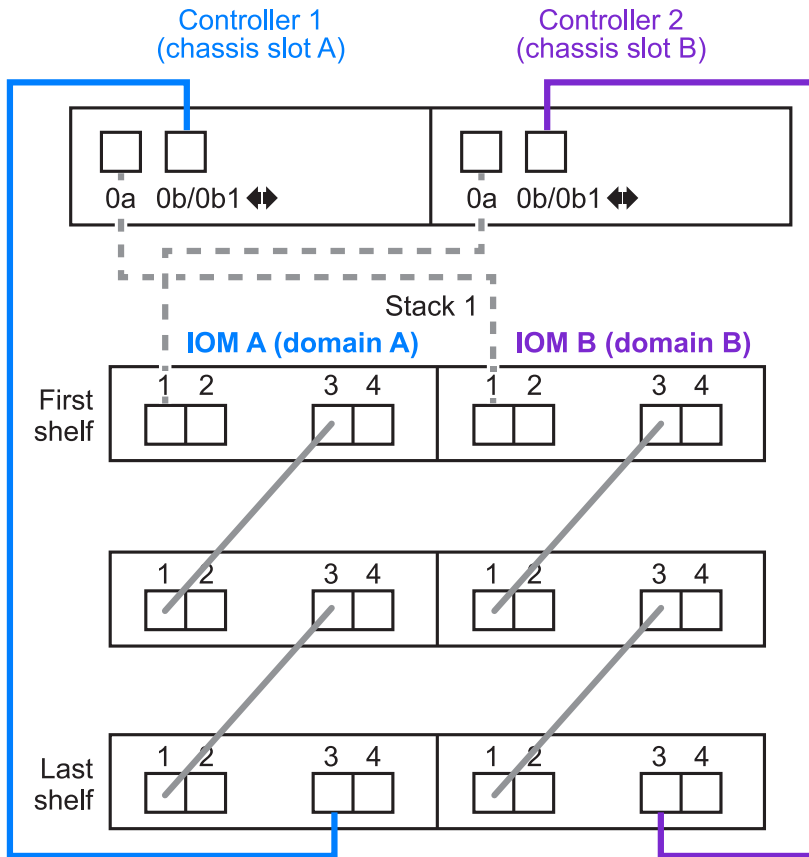 Controller 1
(chassis slot A)
Controller 2
(chassis slot B)
0a 0b/0b1 0a 0b/0b1
Stack 1
IOM A (domain A) IOM B (domain B)
1 2 3 4 1 2 3 4
First
shelf
1 2 3 4 1 2 3 4
1 2 3 4 1 2 3 4
Last
shelf